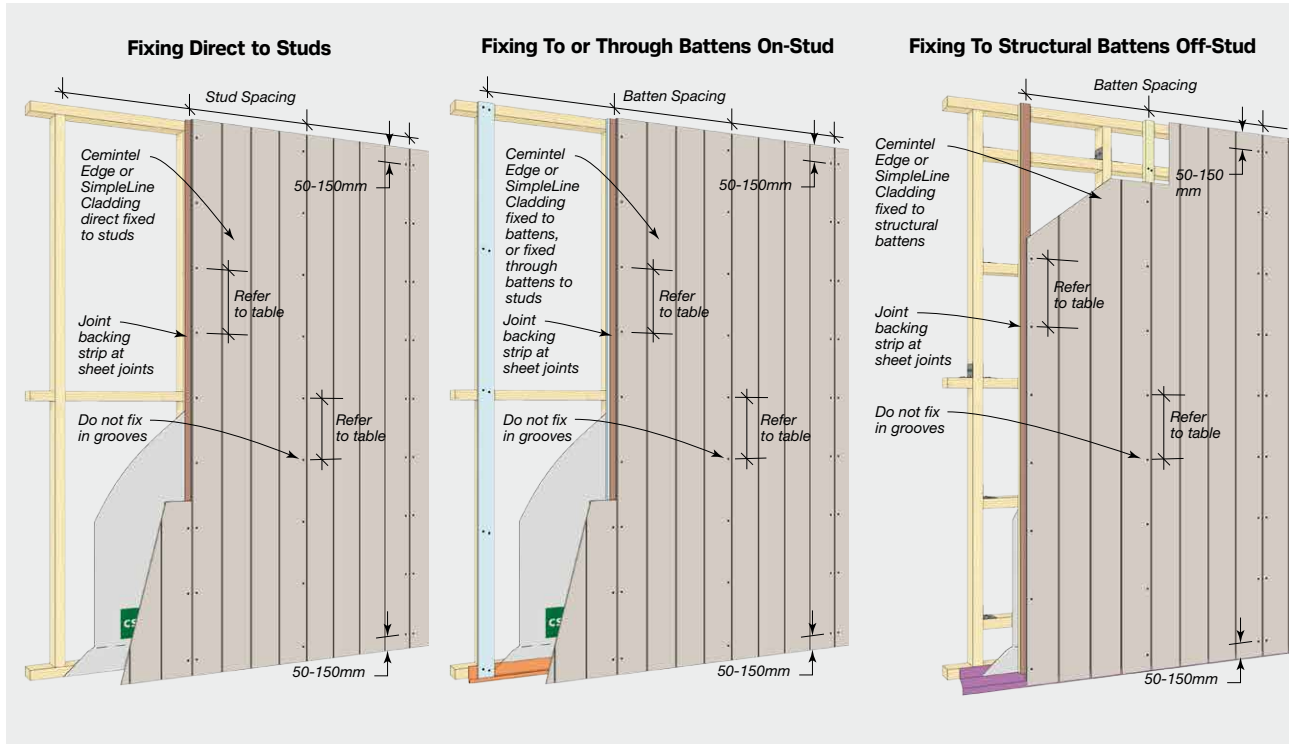 Fixing Direct to Studs
Stud Spacing
Cemintel
Edge or
SimpleLine
Cladding
direct fixed
to studs
50-150mm
Refer
to table
Joint
backing
strip at
sheet joints
Do not fix
in grooves
Refer
to table
CS
50-150mm
Fixing To or Through Battens On-Stud
Batten Spacing
Cemintel
Edge or
SimpleLine
Cladding
fixed to
battens,
or fixed
through
battens to
studs
50-150mm
Refer
to table
Joint
backing
strip at
sheet joints
Do not fix
in grooves
Refer
to table
CS
50-150mm
Fixing To Structural Battens Off-Stud
Batten Spacing
Cemintel
Edge or
SimpleLine
Cladding
fixed to
structural
battens
50-150
mm
Refer
to table
Joint
backing
strip at
sheet joints
Do not fix
in grooves
Refer
to table
50-150mm